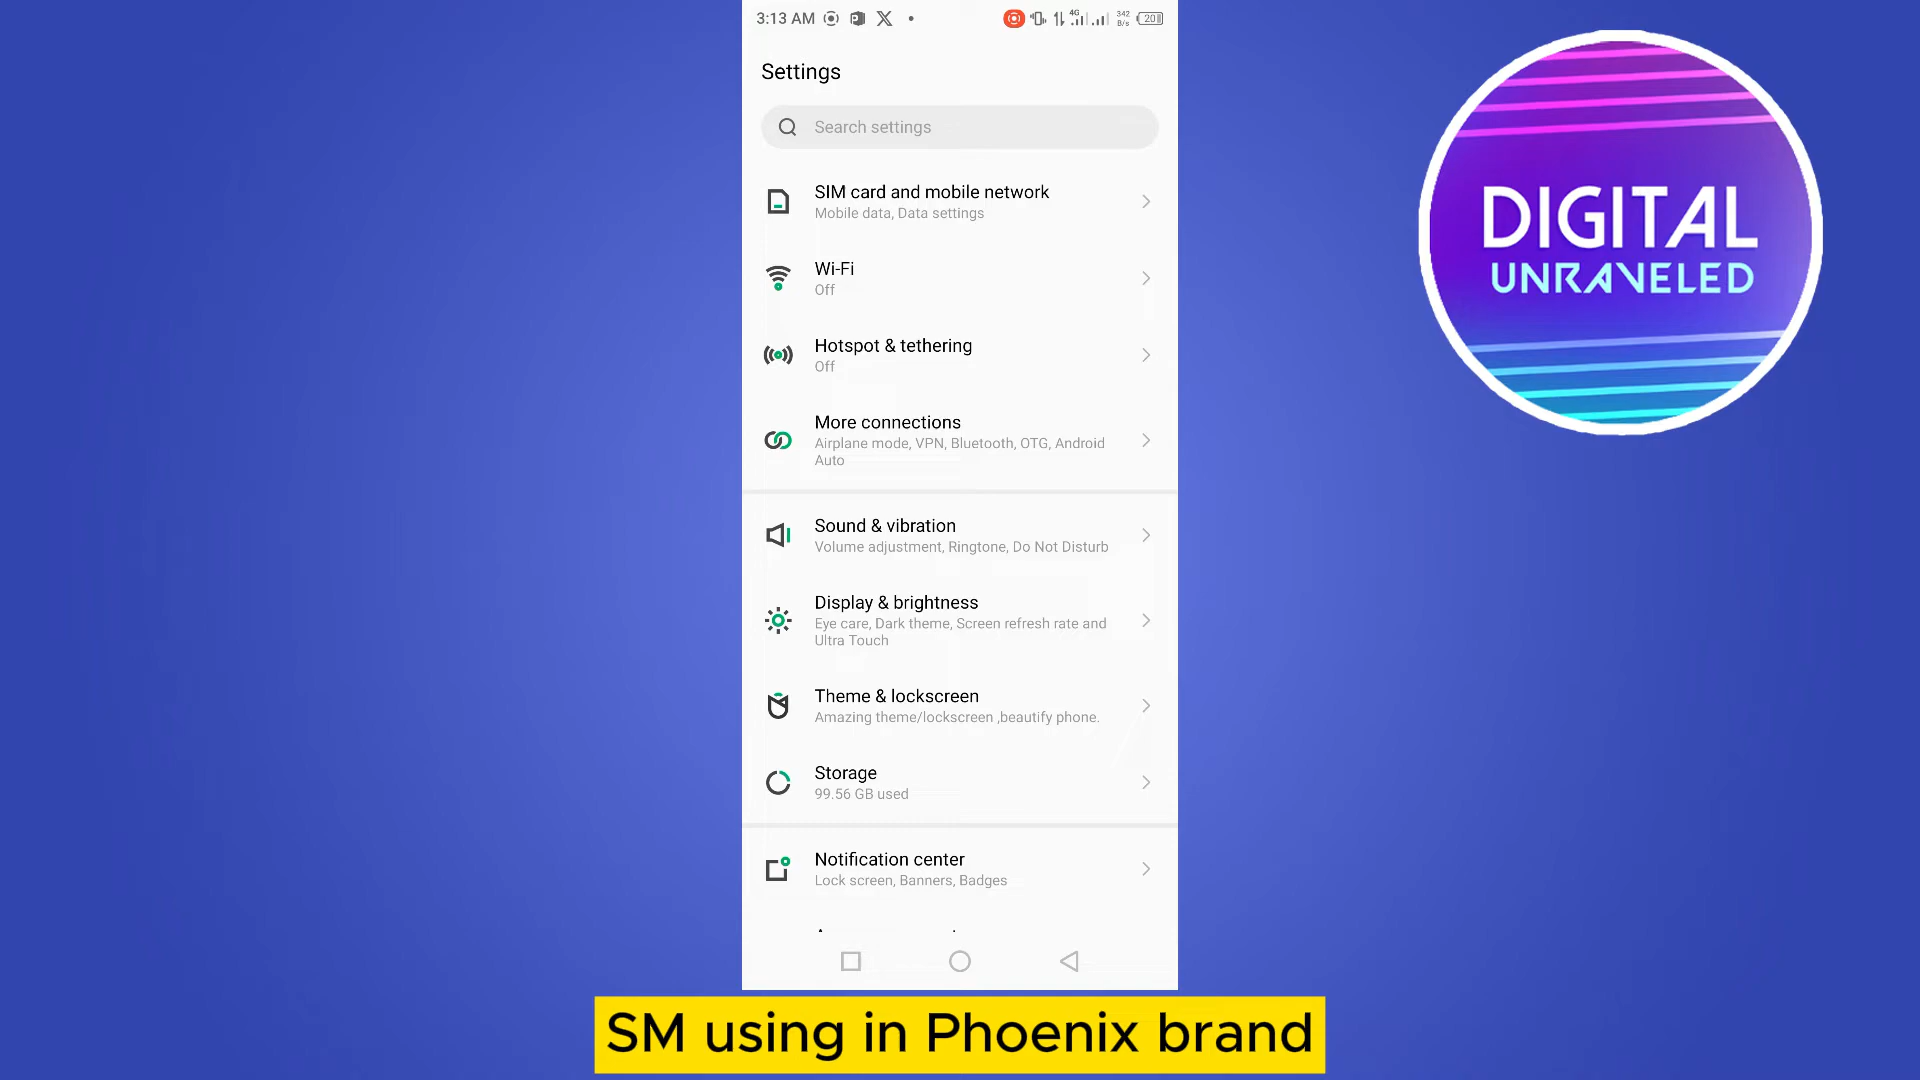 3:13 AM
4G
342
B/s
20
Settings
Search settings
SIM card and mobile network
Mobile data, Data settings
Wi-Fi
Off
Hotspot & tethering
Off
More connections
Airplane mode, VPN, Bluetooth, OTG, Android
Auto
Sound & vibration
Volume adjustment, Ringtone, Do Not Disturb
Display & brightness
Eye care, Dark theme, Screen refresh rate and
Ultra Touch
Theme & lockscreen
Amazing theme/lockscreen ,beautify phone.
Storage
99.56 GB used
Notification center
Lock screen, Banners, Badges
DIGITAL
UNRAVELED
SM using in Phoenix brand